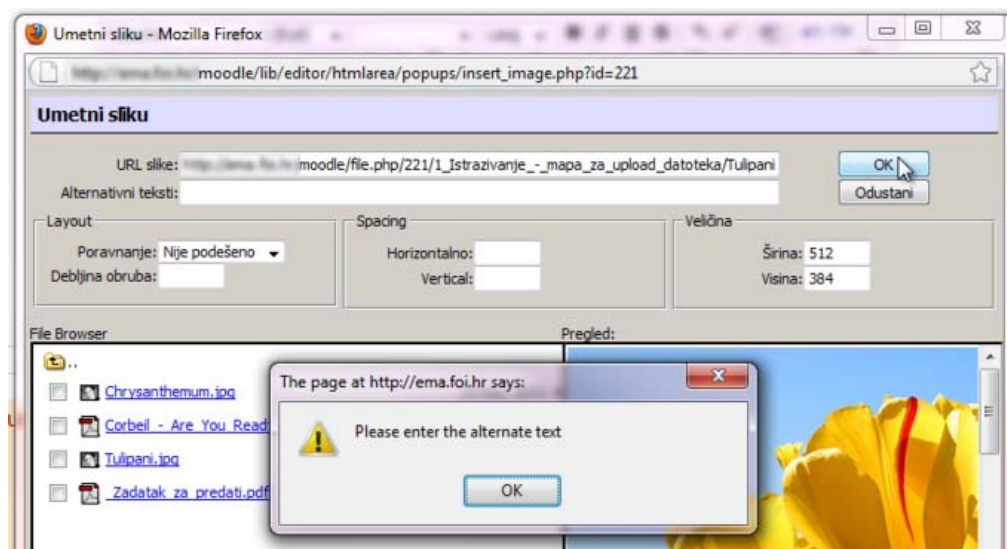 Umetni sliku - Mozilla Firefox
moodle/lib/editor/htmlarea/popups/insert_image.php?id=221
Umetni sliku
URL slike: moodle/file.php/221/1_Istrazivanje_-_mapa_za_upload_datoteka/Tulipani OK
Alternativni teksti: Odustani
Layout Spacing Veličina
Poravnanje: Nije podešeno Horizontalno: Širina: 512
Debljina obruba: Vertical: Visina: 384
File Browser Pregled:
..
Chrysanthemum.jpg
Corbeil - Are You Read
Tulipani.jpg
_Zadatak_za_predati.pdf
The page at http://ema.foi.hr says:
Please enter the alternate text
OK